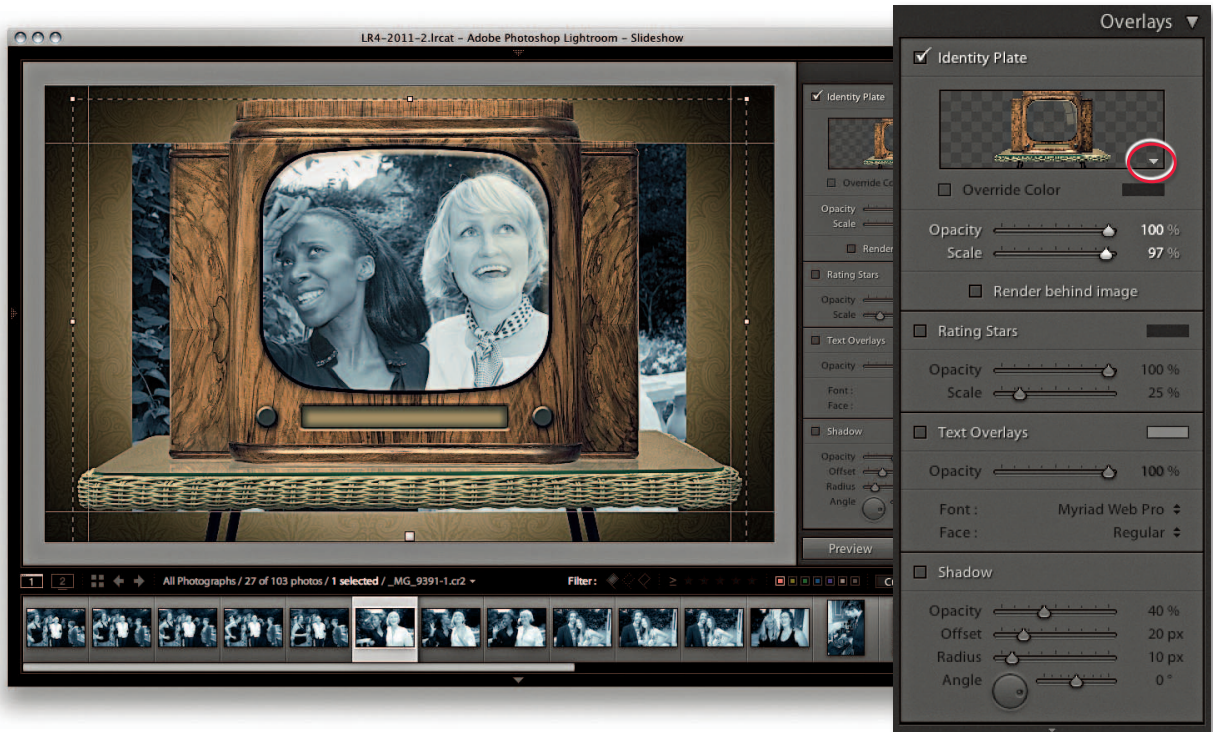 LR4-2011-2.lrcat – Adobe Photoshop Lightroom – Slideshow
Identity Plate
Override Co
Opacity
Scale
Render
Rating Stars
Opacity
Scale
Text Overlays
Opacity
Font :
Face :
Shadow
Opacity
Offset
Radius
Angle
Preview
1 2 All Photographs / 27 of 103 photos / 1 selected / _MG_9391-1.cr2 Filter : ≥
Overlays
Identity Plate
Override Color
Opacity 100 %
Scale 97 %
Render behind image
Rating Stars
Opacity 100 %
Scale 25 %
Text Overlays
Opacity 100 %
Font : Myriad Web Pro
Face : Regular
Shadow
Opacity 40 %
Offset 20 px
Radius 10 px
Angle 0 °